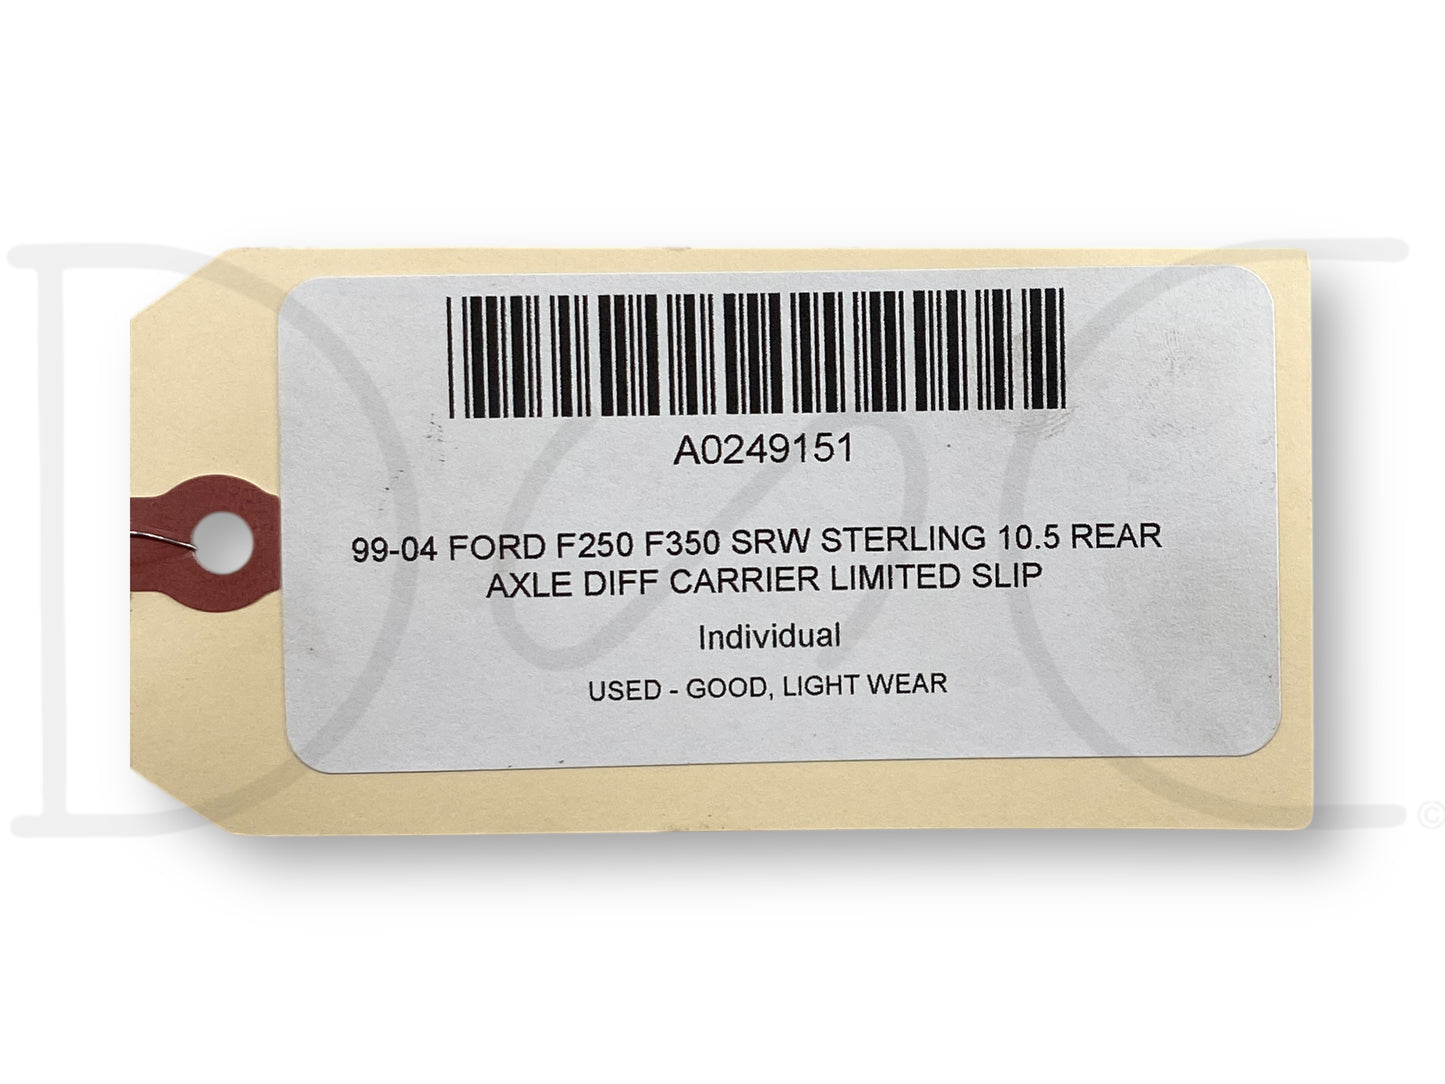 A0249151
99-04 FORD F250 F350 SRW STERLING 10.5 REAR
AXLE DIFF CARRIER LIMITED SLIP
Individual
USED - GOOD, LIGHT WEAR
©